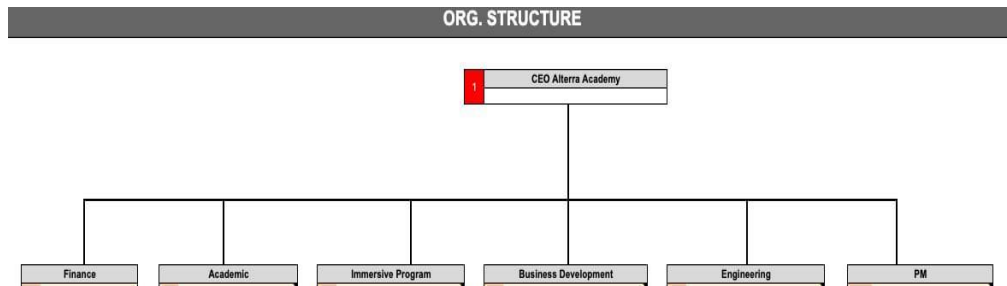 ORG. STRUCTURE
1
CEO Alterra Academy
Finance
Academic
Immersive Program
Business Development
Engineering
PM